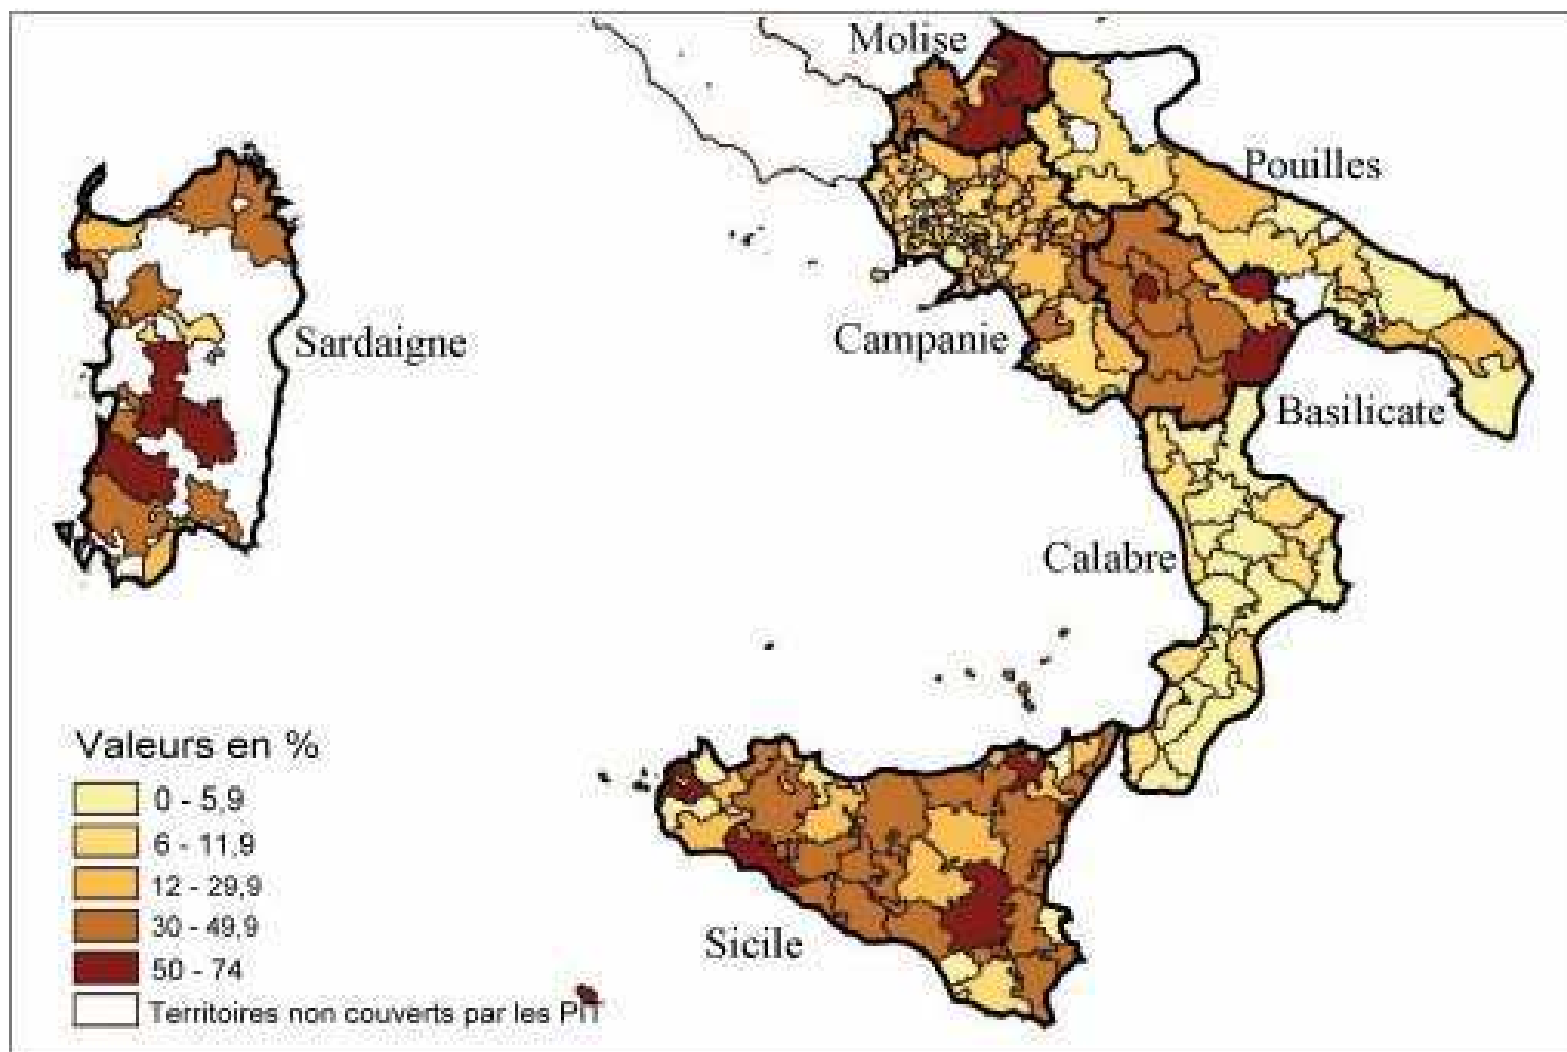 Molise
Pouilles
Sardaigne
Campanie
Basilicate
Calabre
Sicile
Valeurs en %
0 - 5,9
6 - 11,9
12 - 29,9
30 - 49,9
50 - 74
Territoires non couverts par les PIT